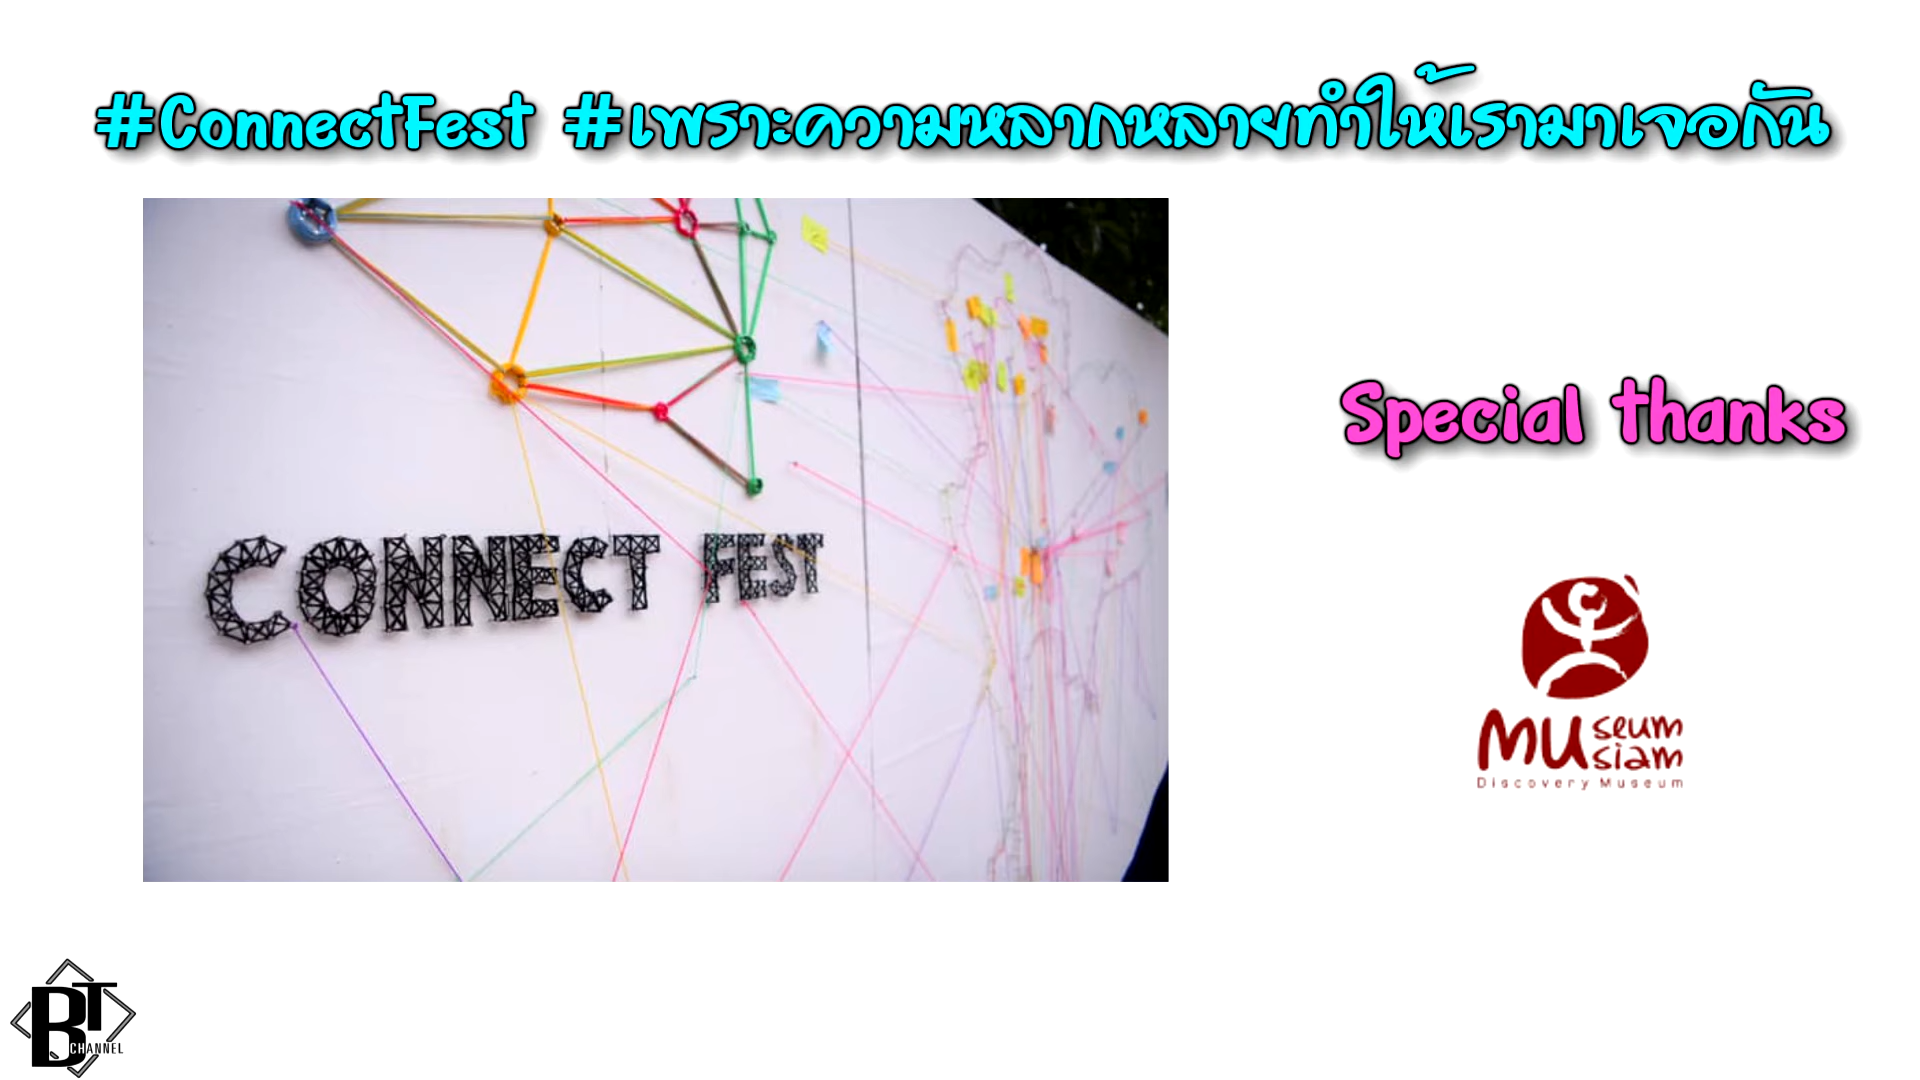 #ConnectFest #เพราะความหลากหลายทำให้เรามาเจอกัน
CONNECT FEST
Special thanks
Museum
siam
Discovery Museum
BT
CHANNEL